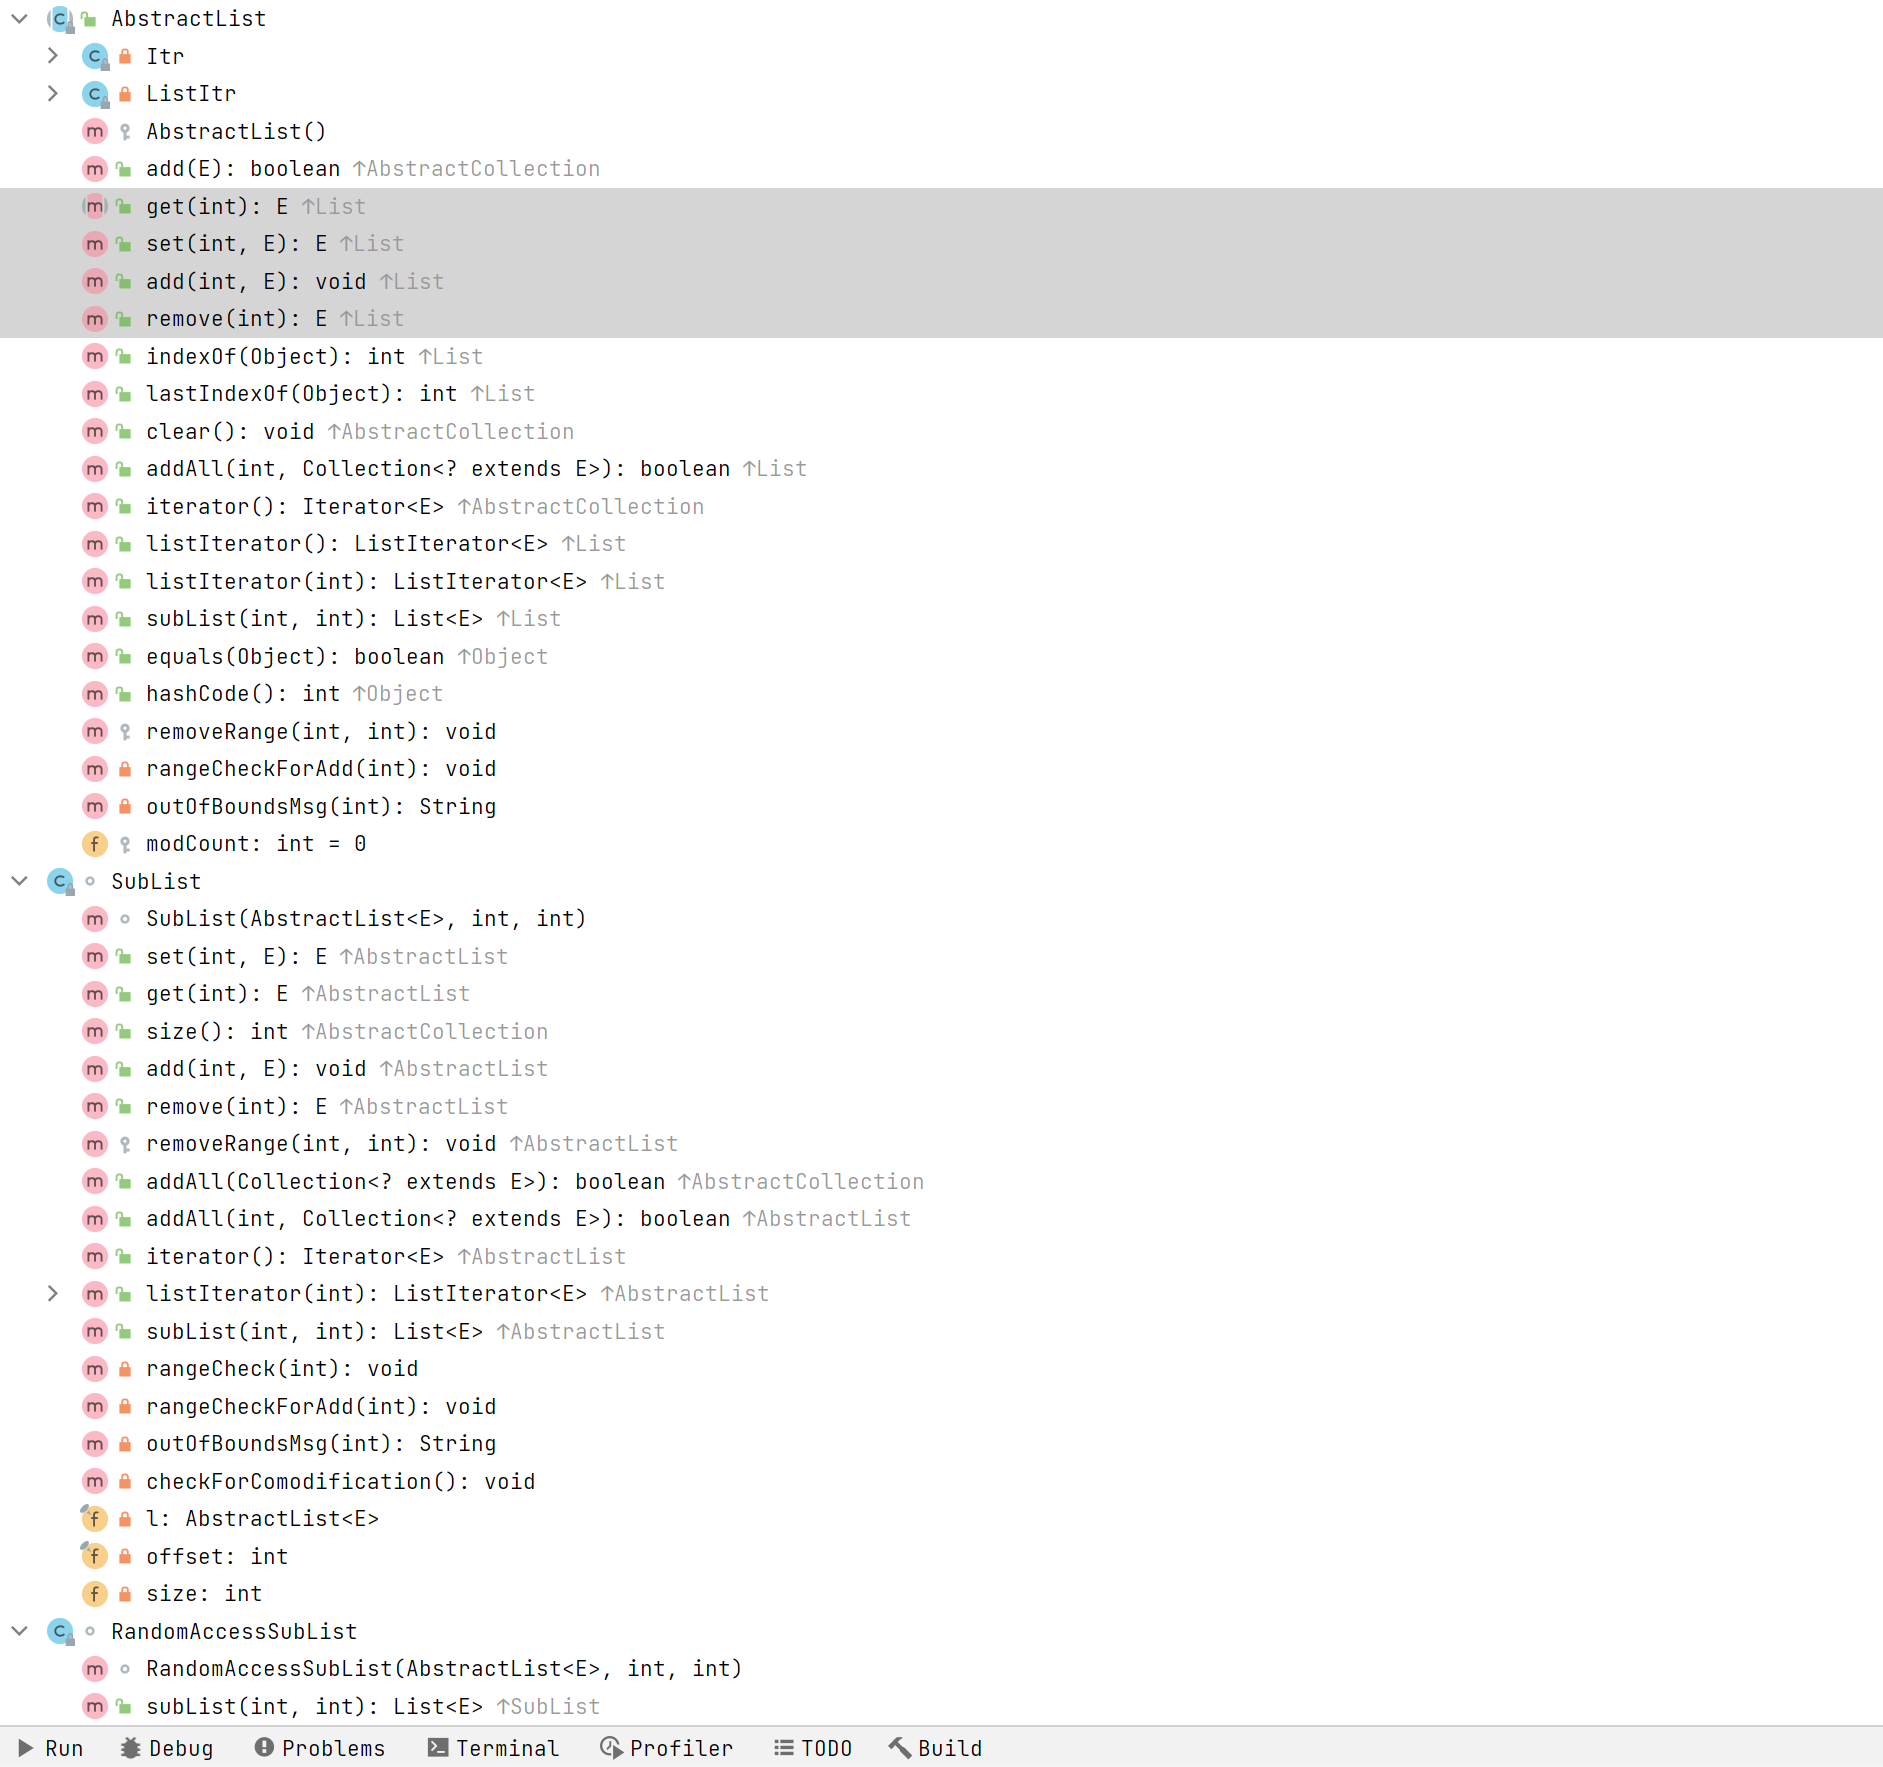 AbstractList
Itr
ListItr
AbstractList()
add(E): boolean ↑AbstractCollection
get(int): E ↑List
set(int, E): E ↑List
add(int, E): void ↑List
remove(int): E ↑List
indexOf(Object): int ↑List
lastIndexOf(Object): int ↑List
clear(): void ↑AbstractCollection
addAll(int, Collection<? extends E>): boolean ↑List
iterator(): Iterator<E> ↑AbstractCollection
listIterator(): ListIterator<E> ↑List
listIterator(int): ListIterator<E> ↑List
subList(int, int): List<E> ↑List
equals(Object): boolean ↑Object
hashCode(): int ↑Object
removeRange(int, int): void
rangeCheckForAdd(int): void
outOfBoundsMsg(int): String
modCount: int = 0
SubList
SubList(AbstractList<E>, int, int)
set(int, E): E ↑AbstractList
get(int): E ↑AbstractList
size(): int ↑AbstractCollection
add(int, E): void ↑AbstractList
remove(int): E ↑AbstractList
removeRange(int, int): void ↑AbstractList
addAll(Collection<? extends E>): boolean ↑AbstractCollection
addAll(int, Collection<? extends E>): boolean ↑AbstractList
iterator(): Iterator<E> ↑AbstractList
listIterator(int): ListIterator<E> ↑AbstractList
subList(int, int): List<E> ↑AbstractList
rangeCheck(int): void
rangeCheckForAdd(int): void
outOfBoundsMsg(int): String
checkForComodification(): void
l: AbstractList<E>
offset: int
size: int
RandomAccessSubList
RandomAccessSubList(AbstractList<E>, int, int)
subList(int, int): List<E> ↑SubList
Run Debug Problems Terminal Profiler TODO Build